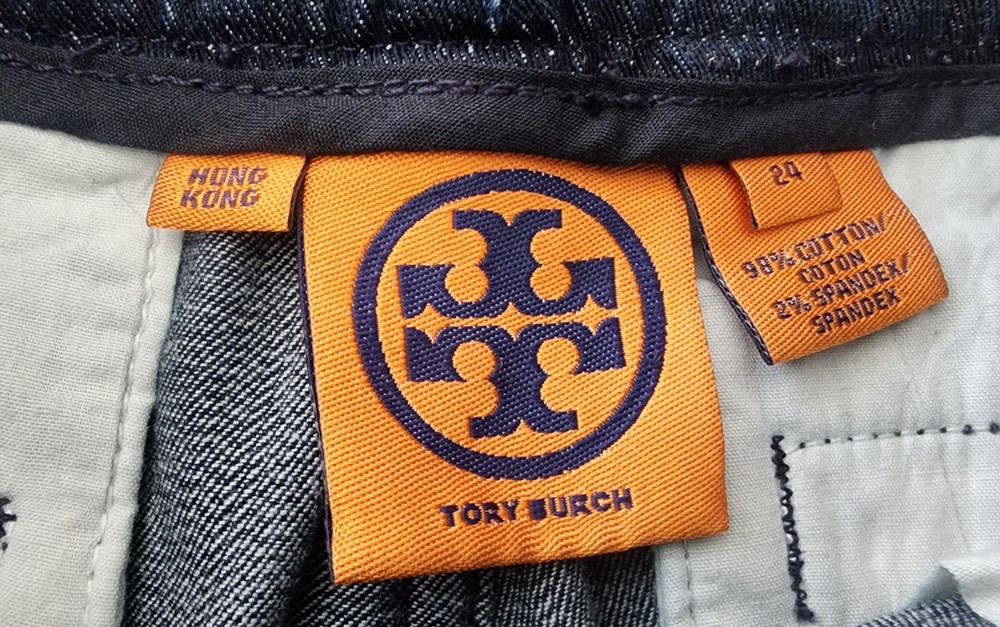 HONG
KONG
TORY BURCH
24
98% COTTON/
COTON
2% SPANDEX/
SPANDEX